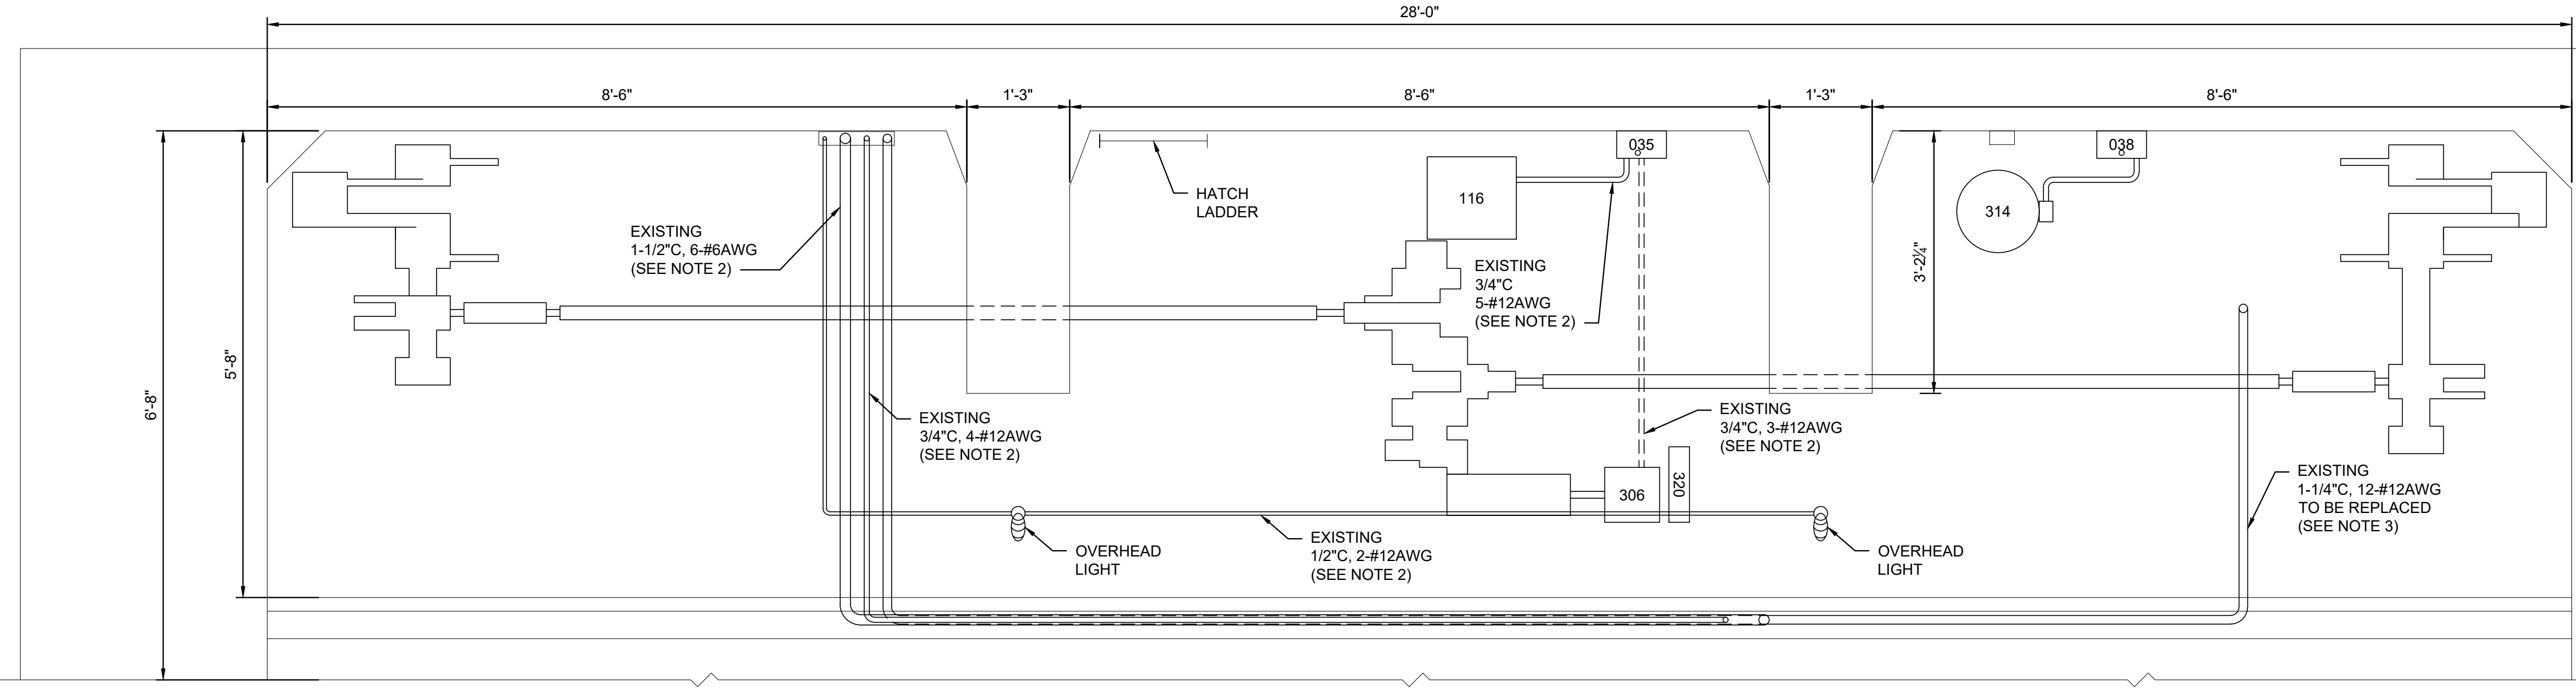 28'-0"
8'-6"
1'-3"
8'-6"
1'-3"
8'-6"
6'-8"
5'-8"
3'-2¼"
035
038
116
314
HATCH
LADDER
EXISTING
1-1/2"C, 6-#6AWG
(SEE NOTE 2)
EXISTING
3/4"C
5-#12AWG
(SEE NOTE 2)
EXISTING
3/4"C, 4-#12AWG
(SEE NOTE 2)
EXISTING
3/4"C, 3-#12AWG
(SEE NOTE 2)
306
320
EXISTING
1-1/4"C, 12-#12AWG
TO BE REPLACED
(SEE NOTE 3)
OVERHEAD
LIGHT
EXISTING
1/2"C, 2-#12AWG
(SEE NOTE 2)
OVERHEAD
LIGHT